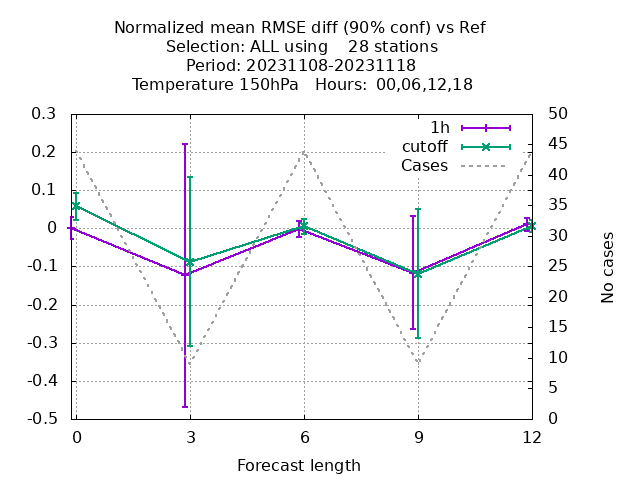 Normalized mean RMSE diff (90% conf) vs Ref
Selection: ALL using    28 stations
Period: 20231108-20231118
Temperature 150hPa   Hours: 00,06,12,18
1h
cutoff
Cases
0.3
0.2
0.1
0
-0.1
-0.2
-0.3
-0.4
-0.5
50
45
40
35
30
25
20
15
10
5
0
No cases
0 3 6 9 12
Forecast length